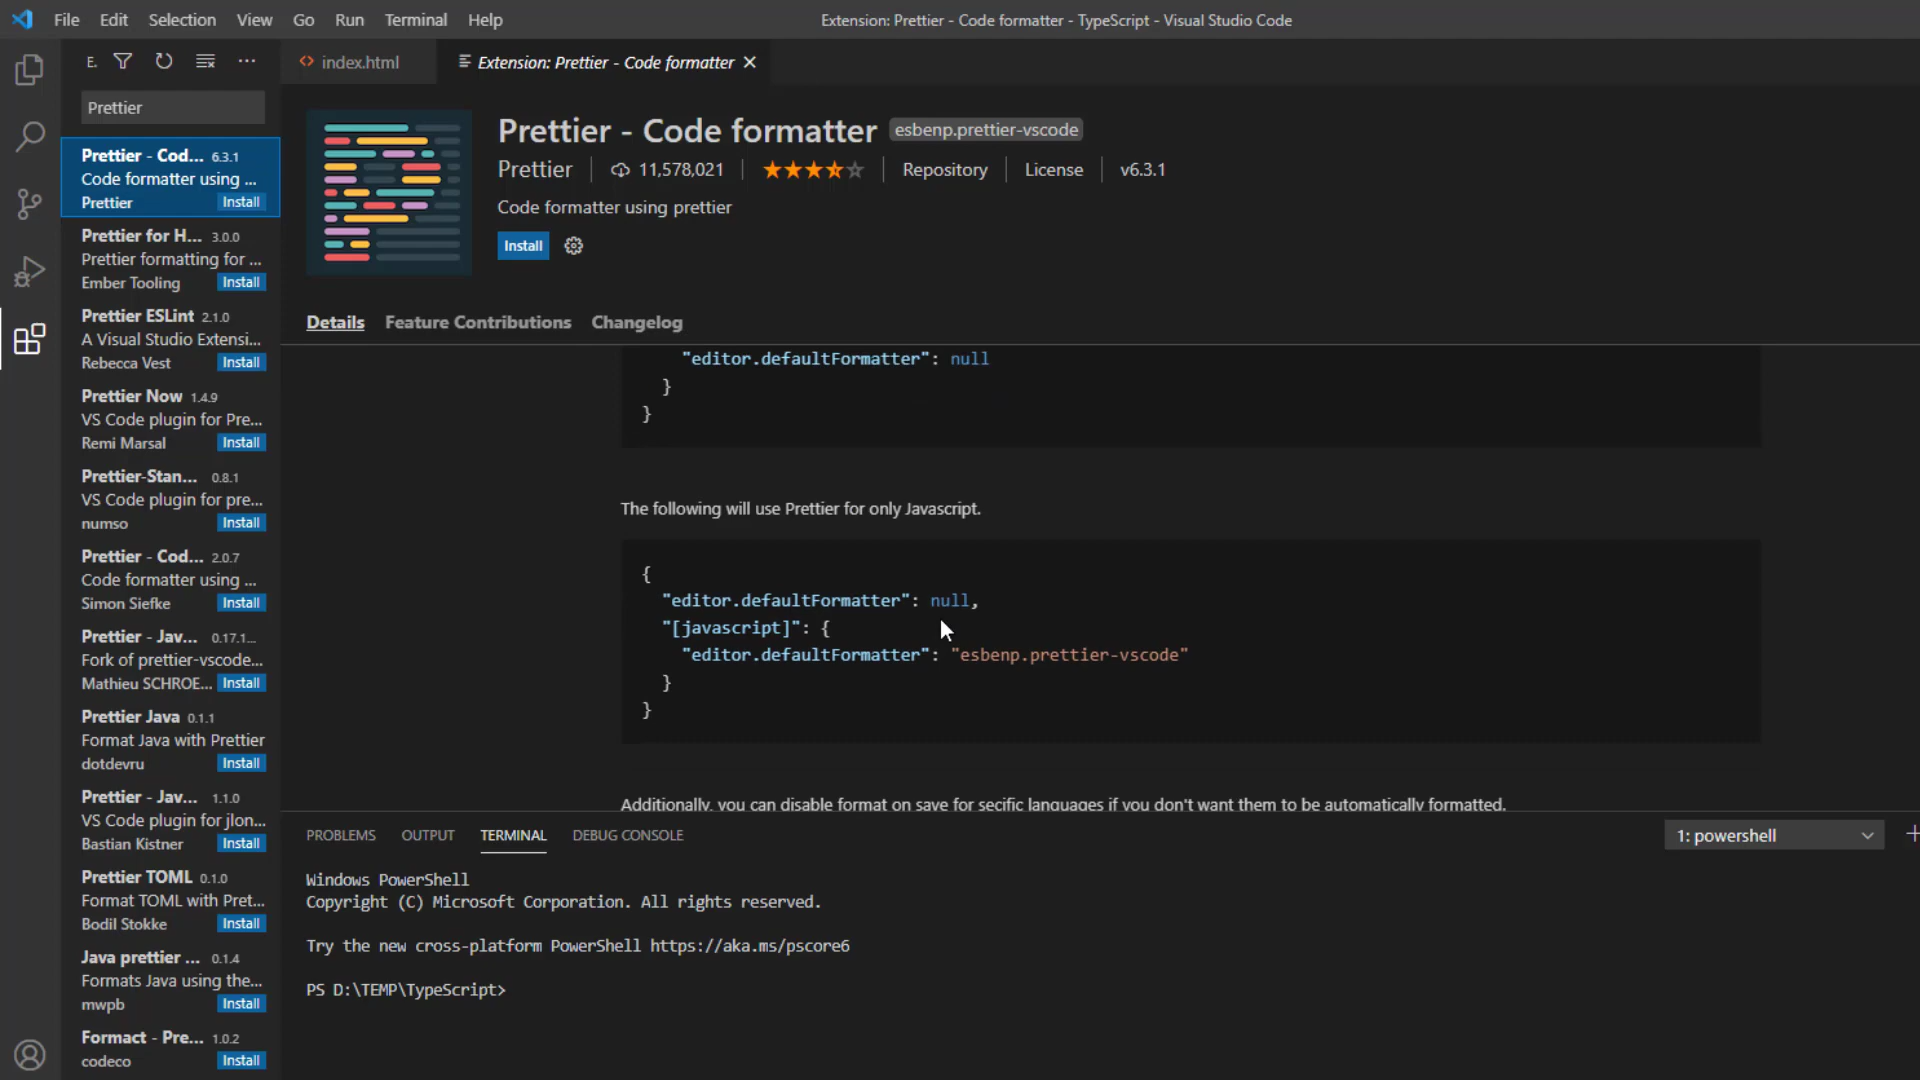 File Edit Selection View Go Run Terminal Help
Extension: Prettier - Code formatter - TypeScript - Visual Studio Code
E.
index.html
Extension: Prettier - Code formatter
Prettier
Prettier - Cod... 6.3.1
Code formatter using ...
Prettier Install
Prettier for H... 3.0.0
Prettier formatting for ...
Ember Tooling Install
Prettier ESLint 2.1.0
A Visual Studio Extensi...
Rebecca Vest Install
Prettier Now 1.4.9
VS Code plugin for Pre...
Remi Marsal Install
Prettier-Stan... 0.8.1
VS Code plugin for pre...
numso Install
Prettier - Cod... 2.0.7
Code formatter using ...
Simon Siefke Install
Prettier - Jav... 0.17.1...
Fork of prettier-vscode...
Mathieu SCHROE... Install
Prettier Java 0.1.1
Format Java with Prettier
dotdevru Install
Prettier - Jav... 1.1.0
VS Code plugin for jlon...
Bastian Kistner Install
Prettier TOML 0.1.0
Format TOML with Pret...
Bodil Stokke Install
Java prettier ... 0.1.4
Formats Java using the...
mwpb Install
Formact - Pre... 1.0.2
codeco Install
Prettier - Code formatter esbenp.prettier-vscode
Prettier 11,578,021 Repository License v6.3.1
Code formatter using prettier
Install
Details Feature Contributions Changelog
"editor.defaultFormatter": null
}
}
The following will use Prettier for only Javascript.
{
"editor.defaultFormatter": null,
"[javascript]": {
"editor.defaultFormatter": "esbenp.prettier-vscode"
}
}
Additionally, you can disable format on save for secific languages if you don't want them to be automatically formatted.
PROBLEMS OUTPUT TERMINAL DEBUG CONSOLE
1: powershell
Windows PowerShell
Copyright (C) Microsoft Corporation. All rights reserved.
Try the new cross-platform PowerShell https://aka.ms/pscore6
PS D:\TEMP\TypeScript>